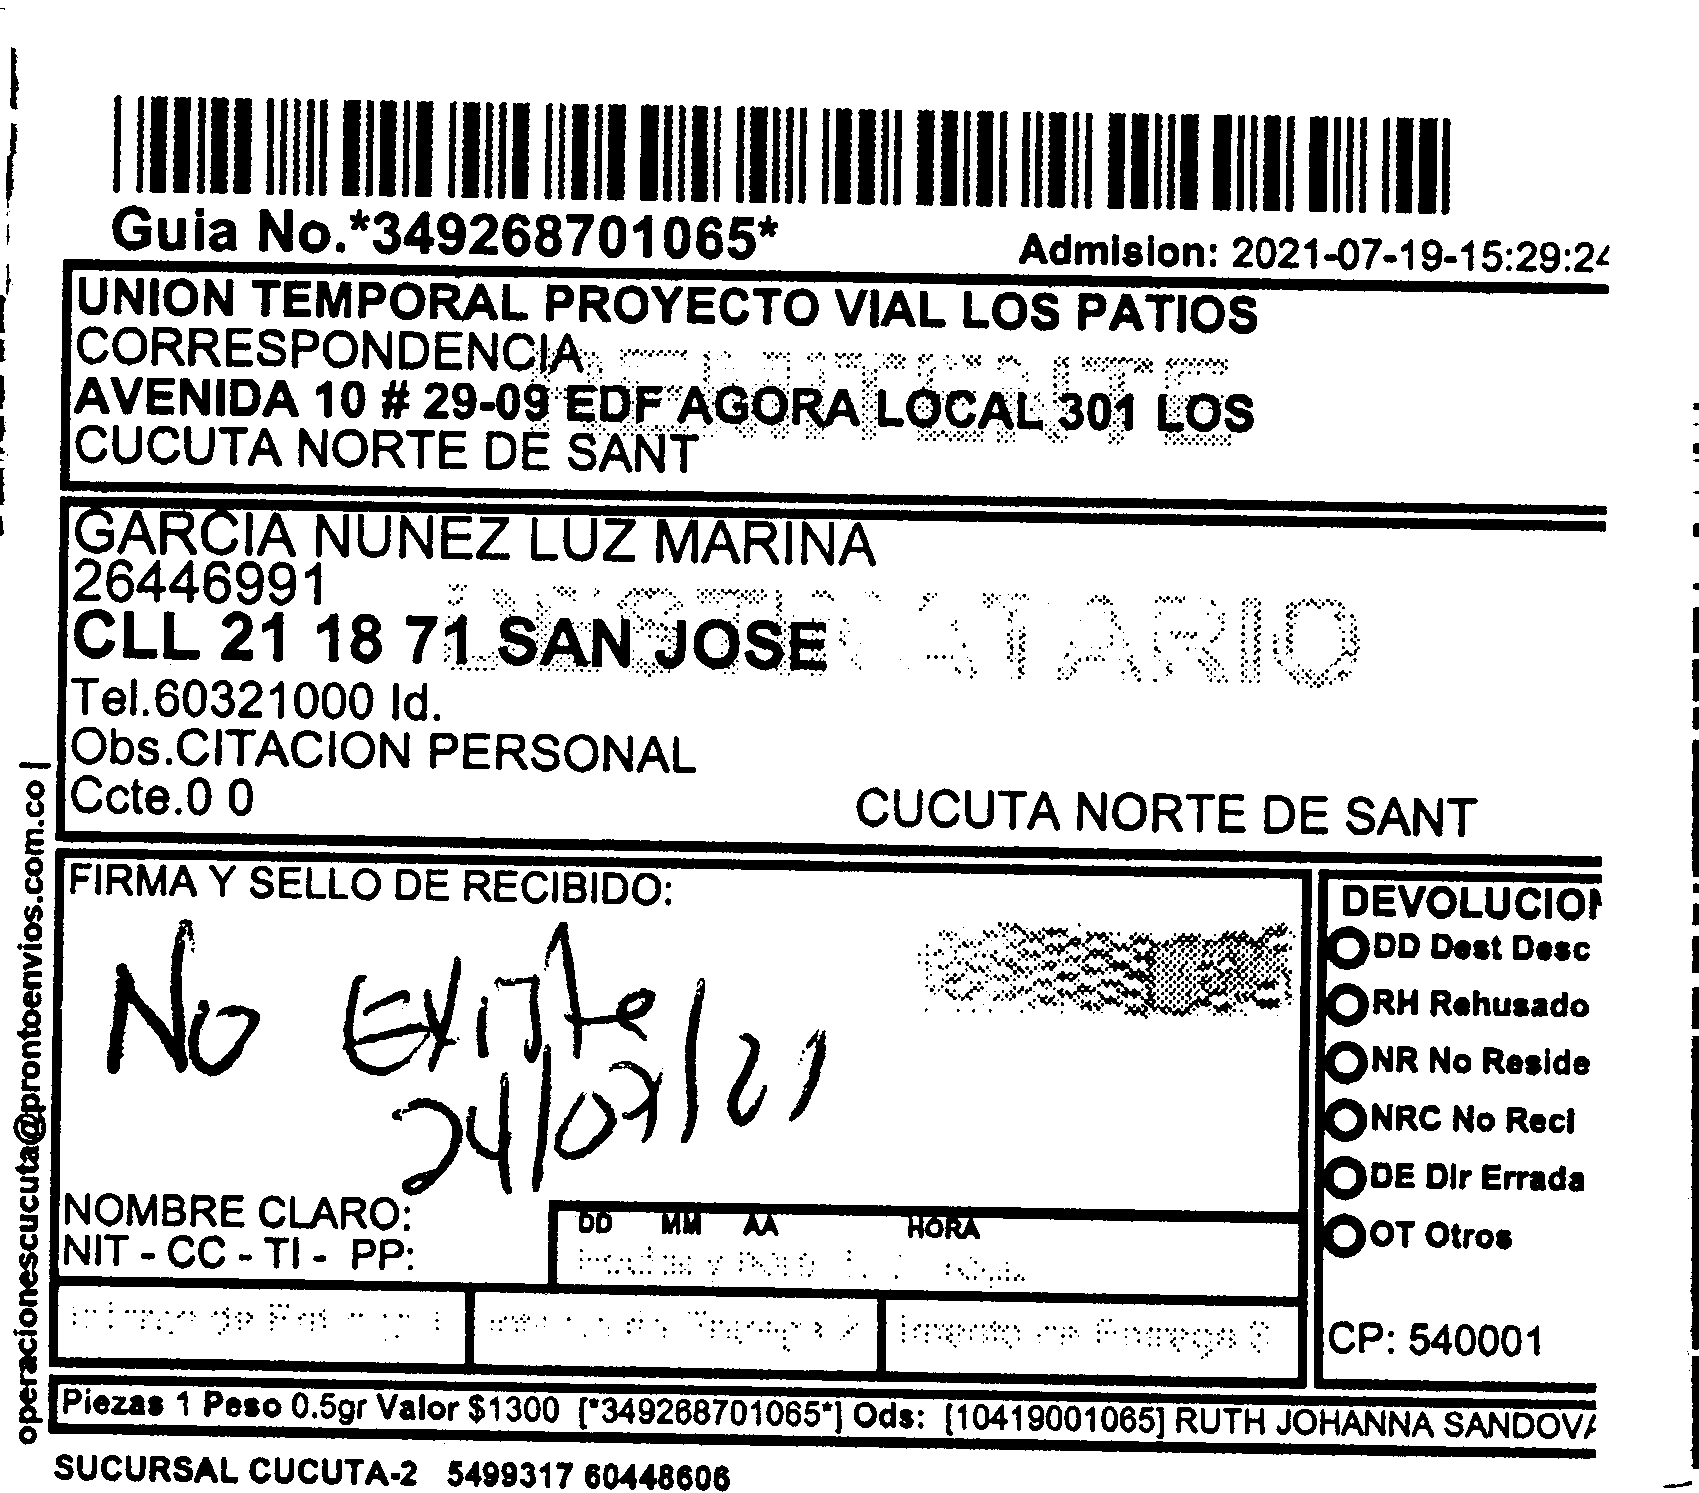 Guia No.*349268701065*
Admision: 2021-07-19-15:29:24
UNION TEMPORAL PROYECTO VIAL LOS PATIOS
CORRESPONDENCIA
REMITENTE
AVENIDA 10 # 29-09 EDF AGORA LOCAL 301 LOS
CUCUTA NORTE DE SANT
GARCIA NUNEZ LUZ MARINA
26446991
DESTINATARIO
CLL 21 18 71 SAN JOSE
Tel.60321000 Id.
Obs.CITACION PERSONAL
Ccte.0 0
CUCUTA NORTE DE SANT
operacionescucuta@prontoenvios.com.co |
FIRMA Y SELLO DE RECIBIDO:
No Existe
24/07/21
NOMBRE CLARO:
NIT - CC - TI - PP:
DD MM AA HORA
DEVOLUCION
DD Dest Desc
RH Rehusado
NR No Reside
NRC No Recl
DE Dir Errada
OT Otros
CP: 540001
Piezas 1 Peso 0.5gr Valor $1300 [*349268701065*] Ods: [10419001065] RUTH JOHANNA SANDOVA
SUCURSAL CUCUTA-2 5499317 60448606